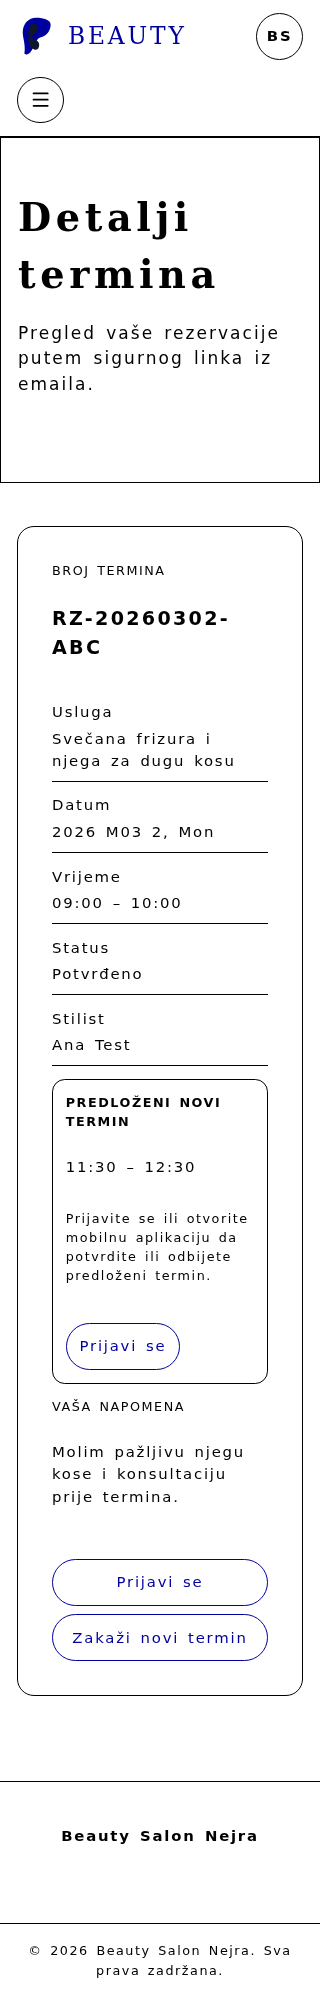 BEAUTY
BS
Detalji
termina
Pregled vaše rezervacije
putem sigurnog linka iz
emaila.
BROJ TERMINA
RZ-20260302-
ABC
Usluga
Svečana frizura i
njega za dugu kosu
Datum
2026 M03 2, Mon
Vrijeme
09:00 – 10:00
Status
Potvrđeno
Stilist
Ana Test
PREDLOŽENI NOVI
TERMIN
11:30 – 12:30
Prijavite se ili otvorite
mobilnu aplikaciju da
potvrdite ili odbijete
predloženi termin.
Prijavi se
VAŠA NAPOMENA
Molim pažljivu njegu
kose i konsultaciju
prije termina.
Prijavi se
Zakaži novi termin
Beauty Salon Nejra
© 2026 Beauty Salon Nejra. Sva
prava zadržana.